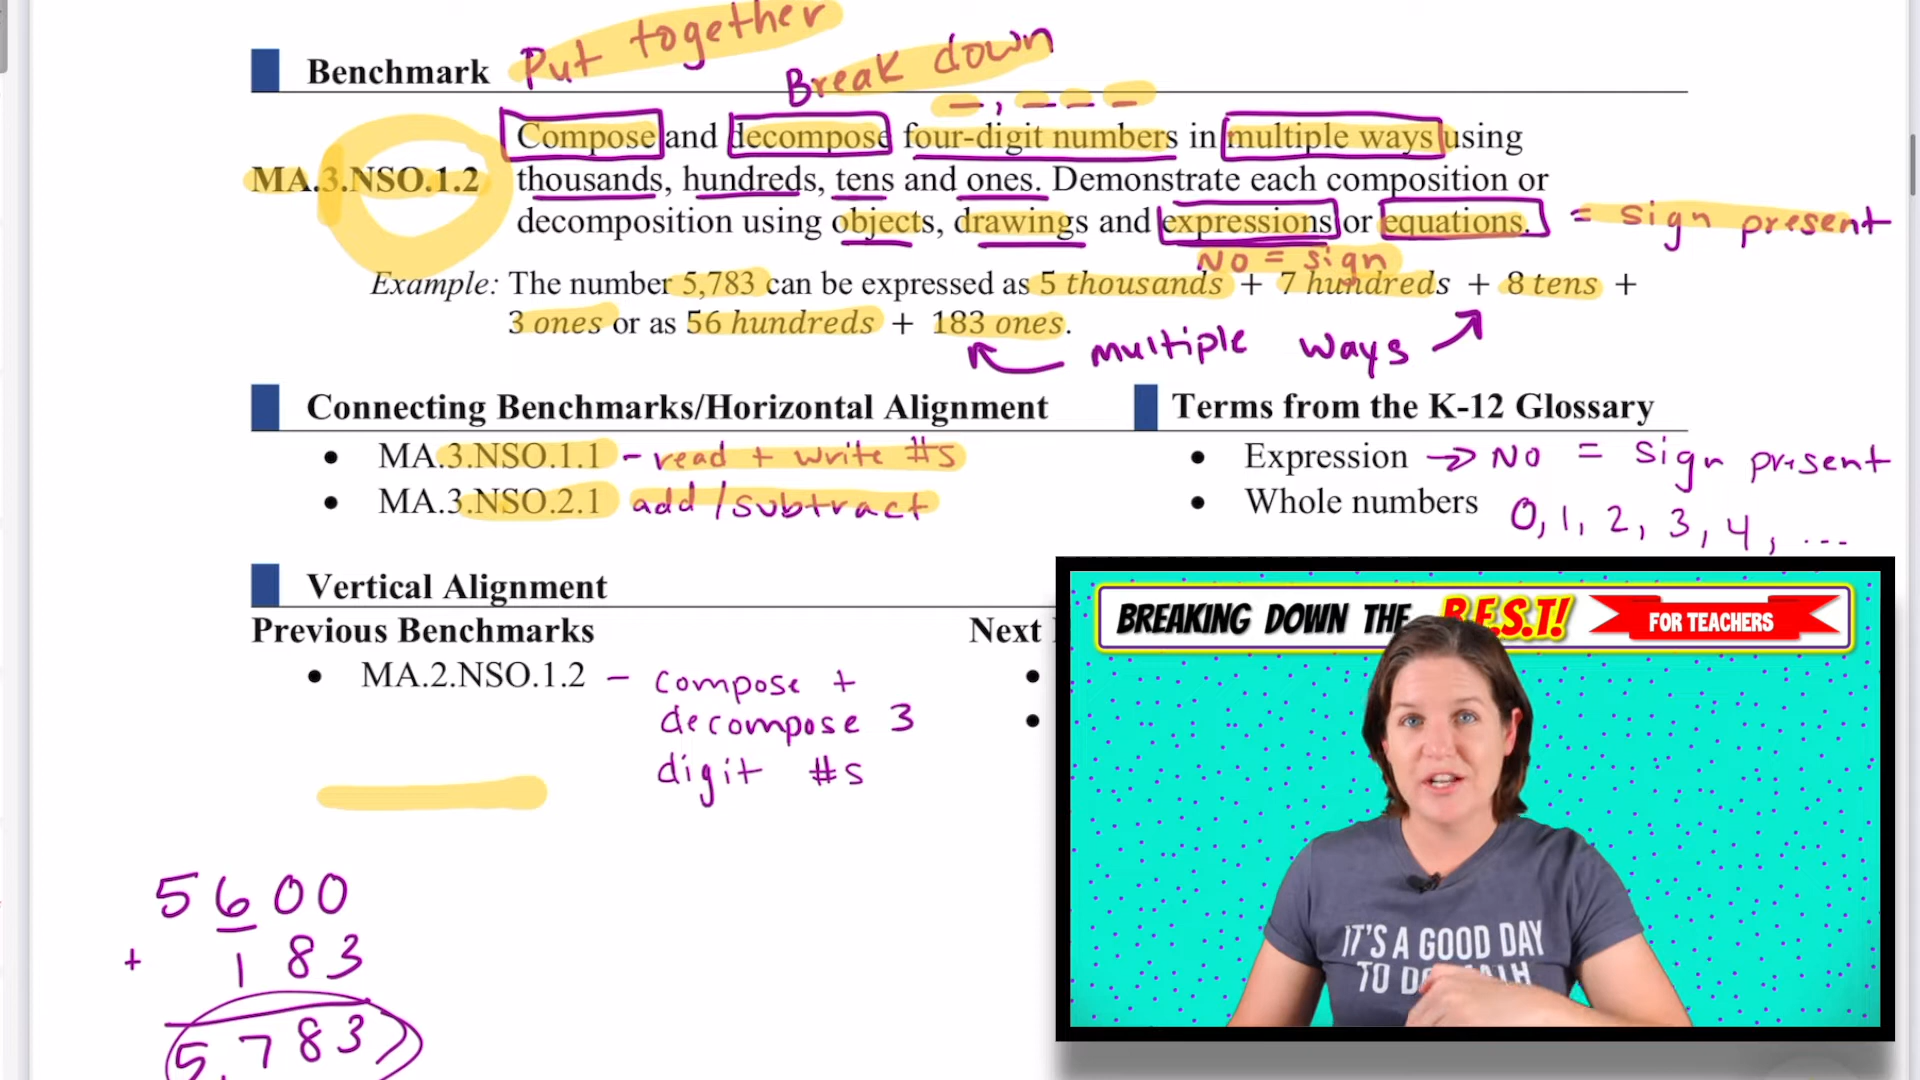 Put together
Break down
Benchmark
_, _ _ _
Compose and decompose four-digit numbers in multiple ways using
MA.3.NSO.1.2 thousands, hundreds, tens and ones. Demonstrate each composition or
decomposition using objects, drawings and expressions or equations. = sign present
No = sign
Example: The number 5,783 can be expressed as 5 thousands + 7 hundreds + 8 tens +
3 ones or as 56 hundreds + 183 ones.
multiple ways
Connecting Benchmarks/Horizontal Alignment
• MA.3.NSO.1.1 - read + write #s
• MA.3.NSO.2.1 add/subtract
Terms from the K-12 Glossary
• Expression → No = sign present
• Whole numbers
0, 1, 2, 3, 4, ...
Vertical Alignment
Previous Benchmarks
• MA.2.NSO.1.2 - compose +
decompose 3
digit #s
Next
5600
+ 183
5,783
BREAKING DOWN THE B.E.S.T!
FOR TEACHERS
IT'S A GOOD DAY
TO